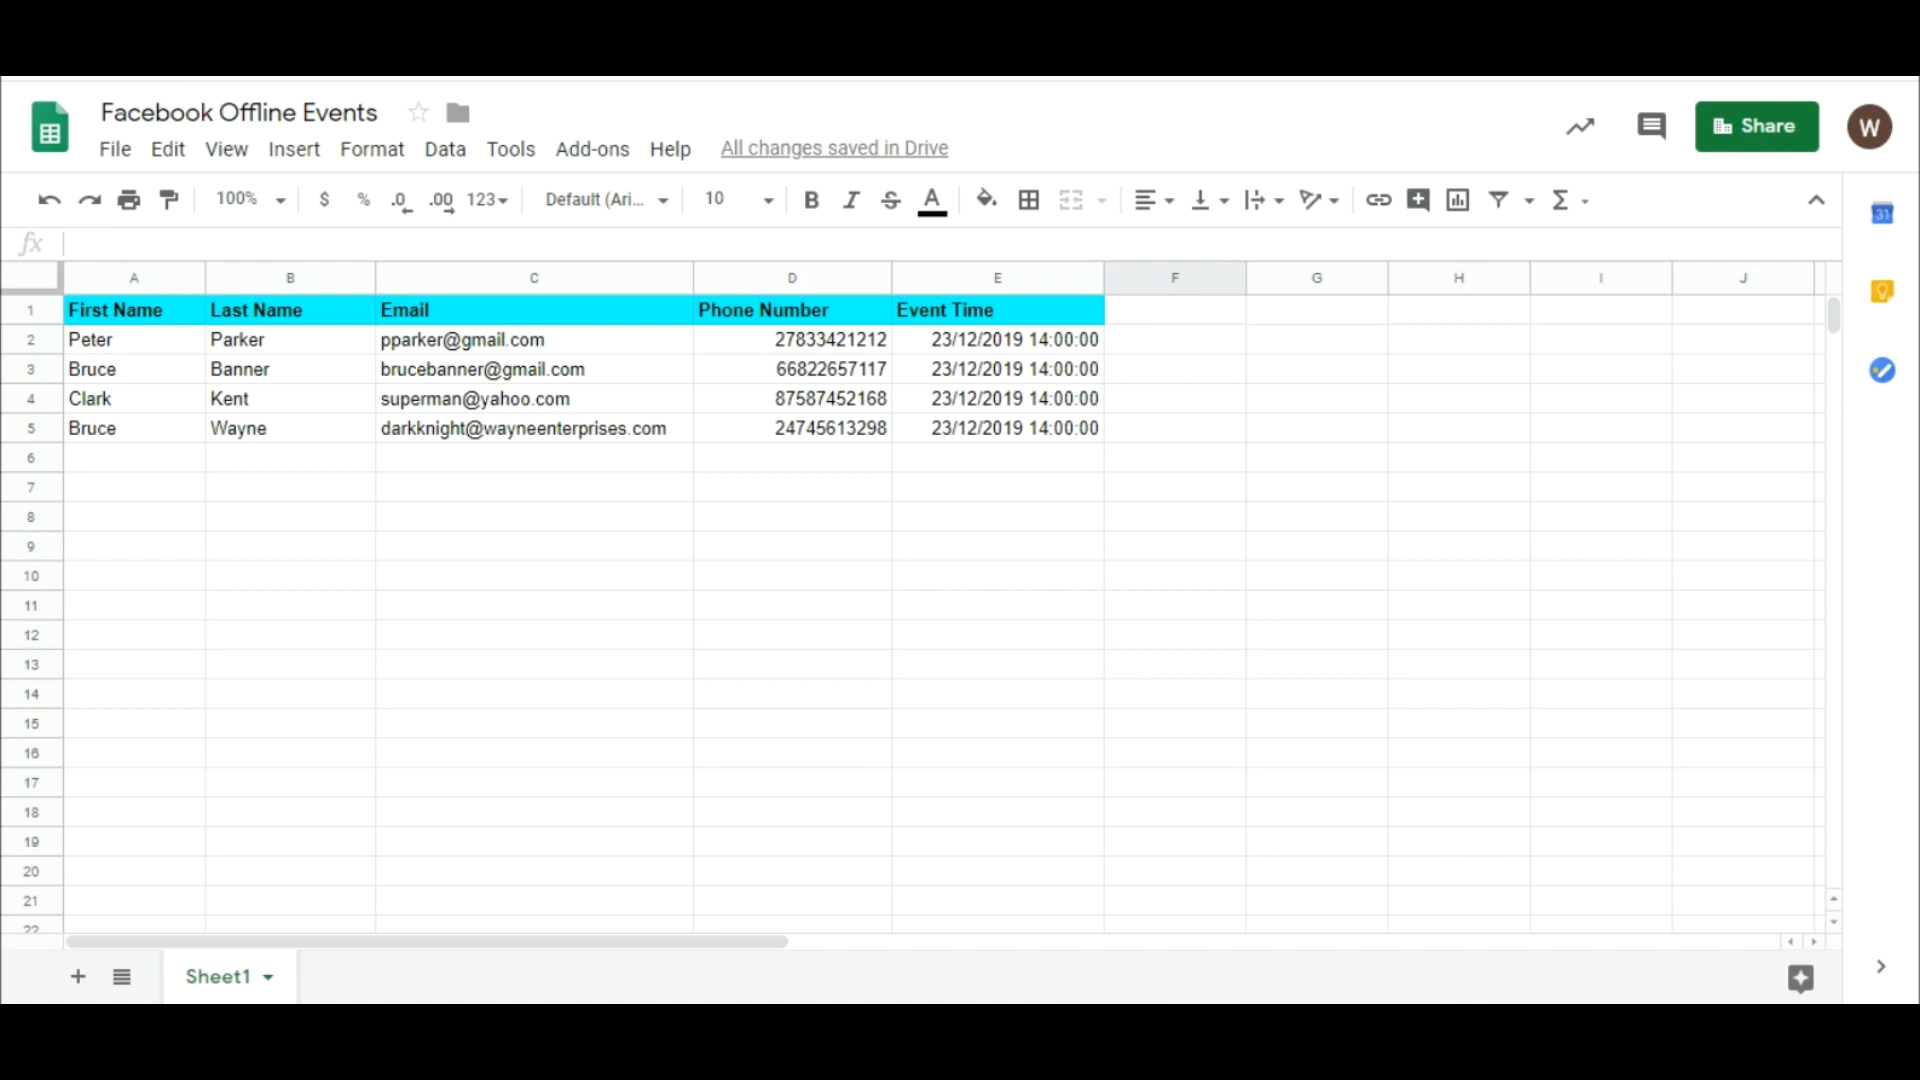 Facebook Offline Events
File Edit View Insert Format Data Tools Add-ons Help All changes saved in Drive
Share
W
100% $ % .0 .00 123 Default (Ari... 10 B I S A
31
fx
A B C D E F G H I J
1 First Name Last Name Email Phone Number Event Time
2 Peter Parker pparker@gmail.com 27833421212 23/12/2019 14:00:00
3 Bruce Banner brucebanner@gmail.com 66822657117 23/12/2019 14:00:00
4 Clark Kent superman@yahoo.com 87587452168 23/12/2019 14:00:00
5 Bruce Wayne darkknight@wayneenterprises.com 24745613298 23/12/2019 14:00:00
6
7
8
9
10
11
12
13
14
15
16
17
18
19
20
21
22
Sheet1